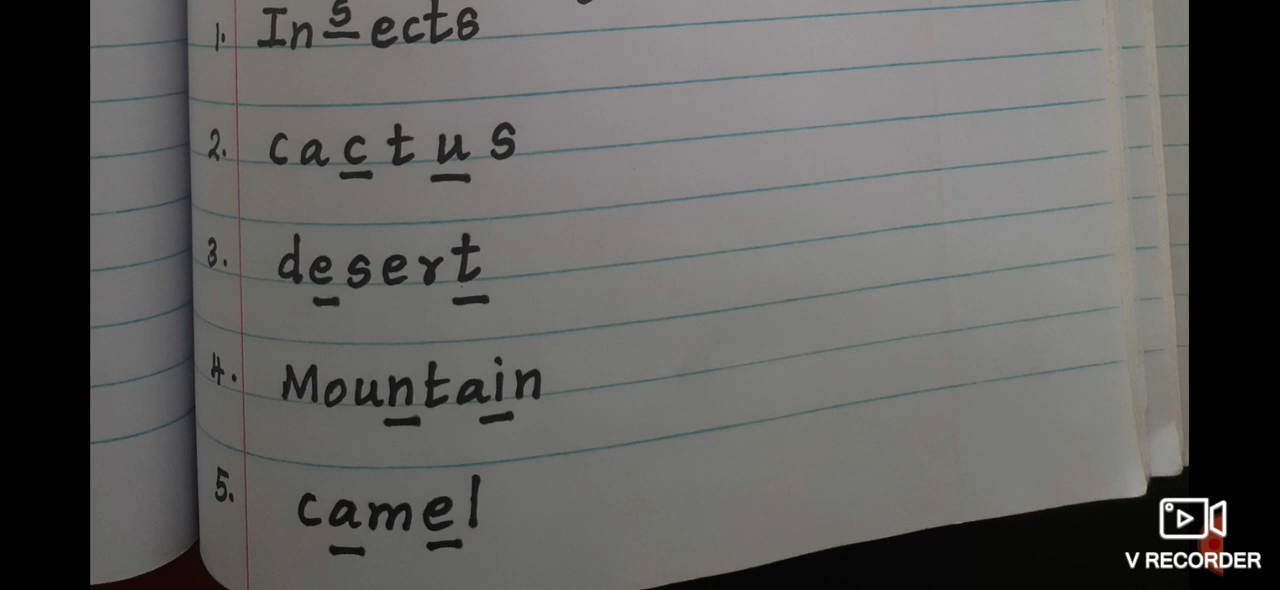 1. Insects
2. cactus
3. desert
4. Mountain
5. camel
V RECORDER